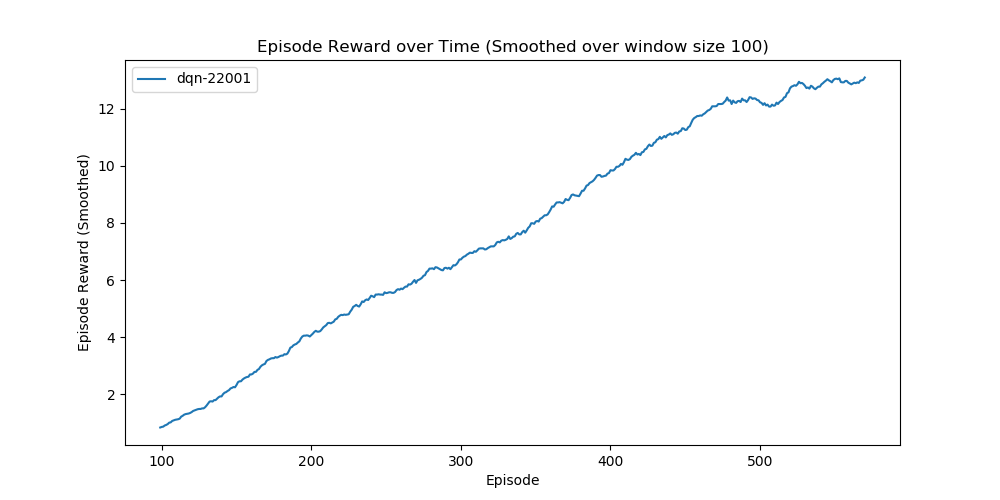 Episode Reward over Time (Smoothed over window size 100)
dqn-22001
12
10
8
6
4
2
Episode Reward (Smoothed)
100 200 300 400 500
Episode